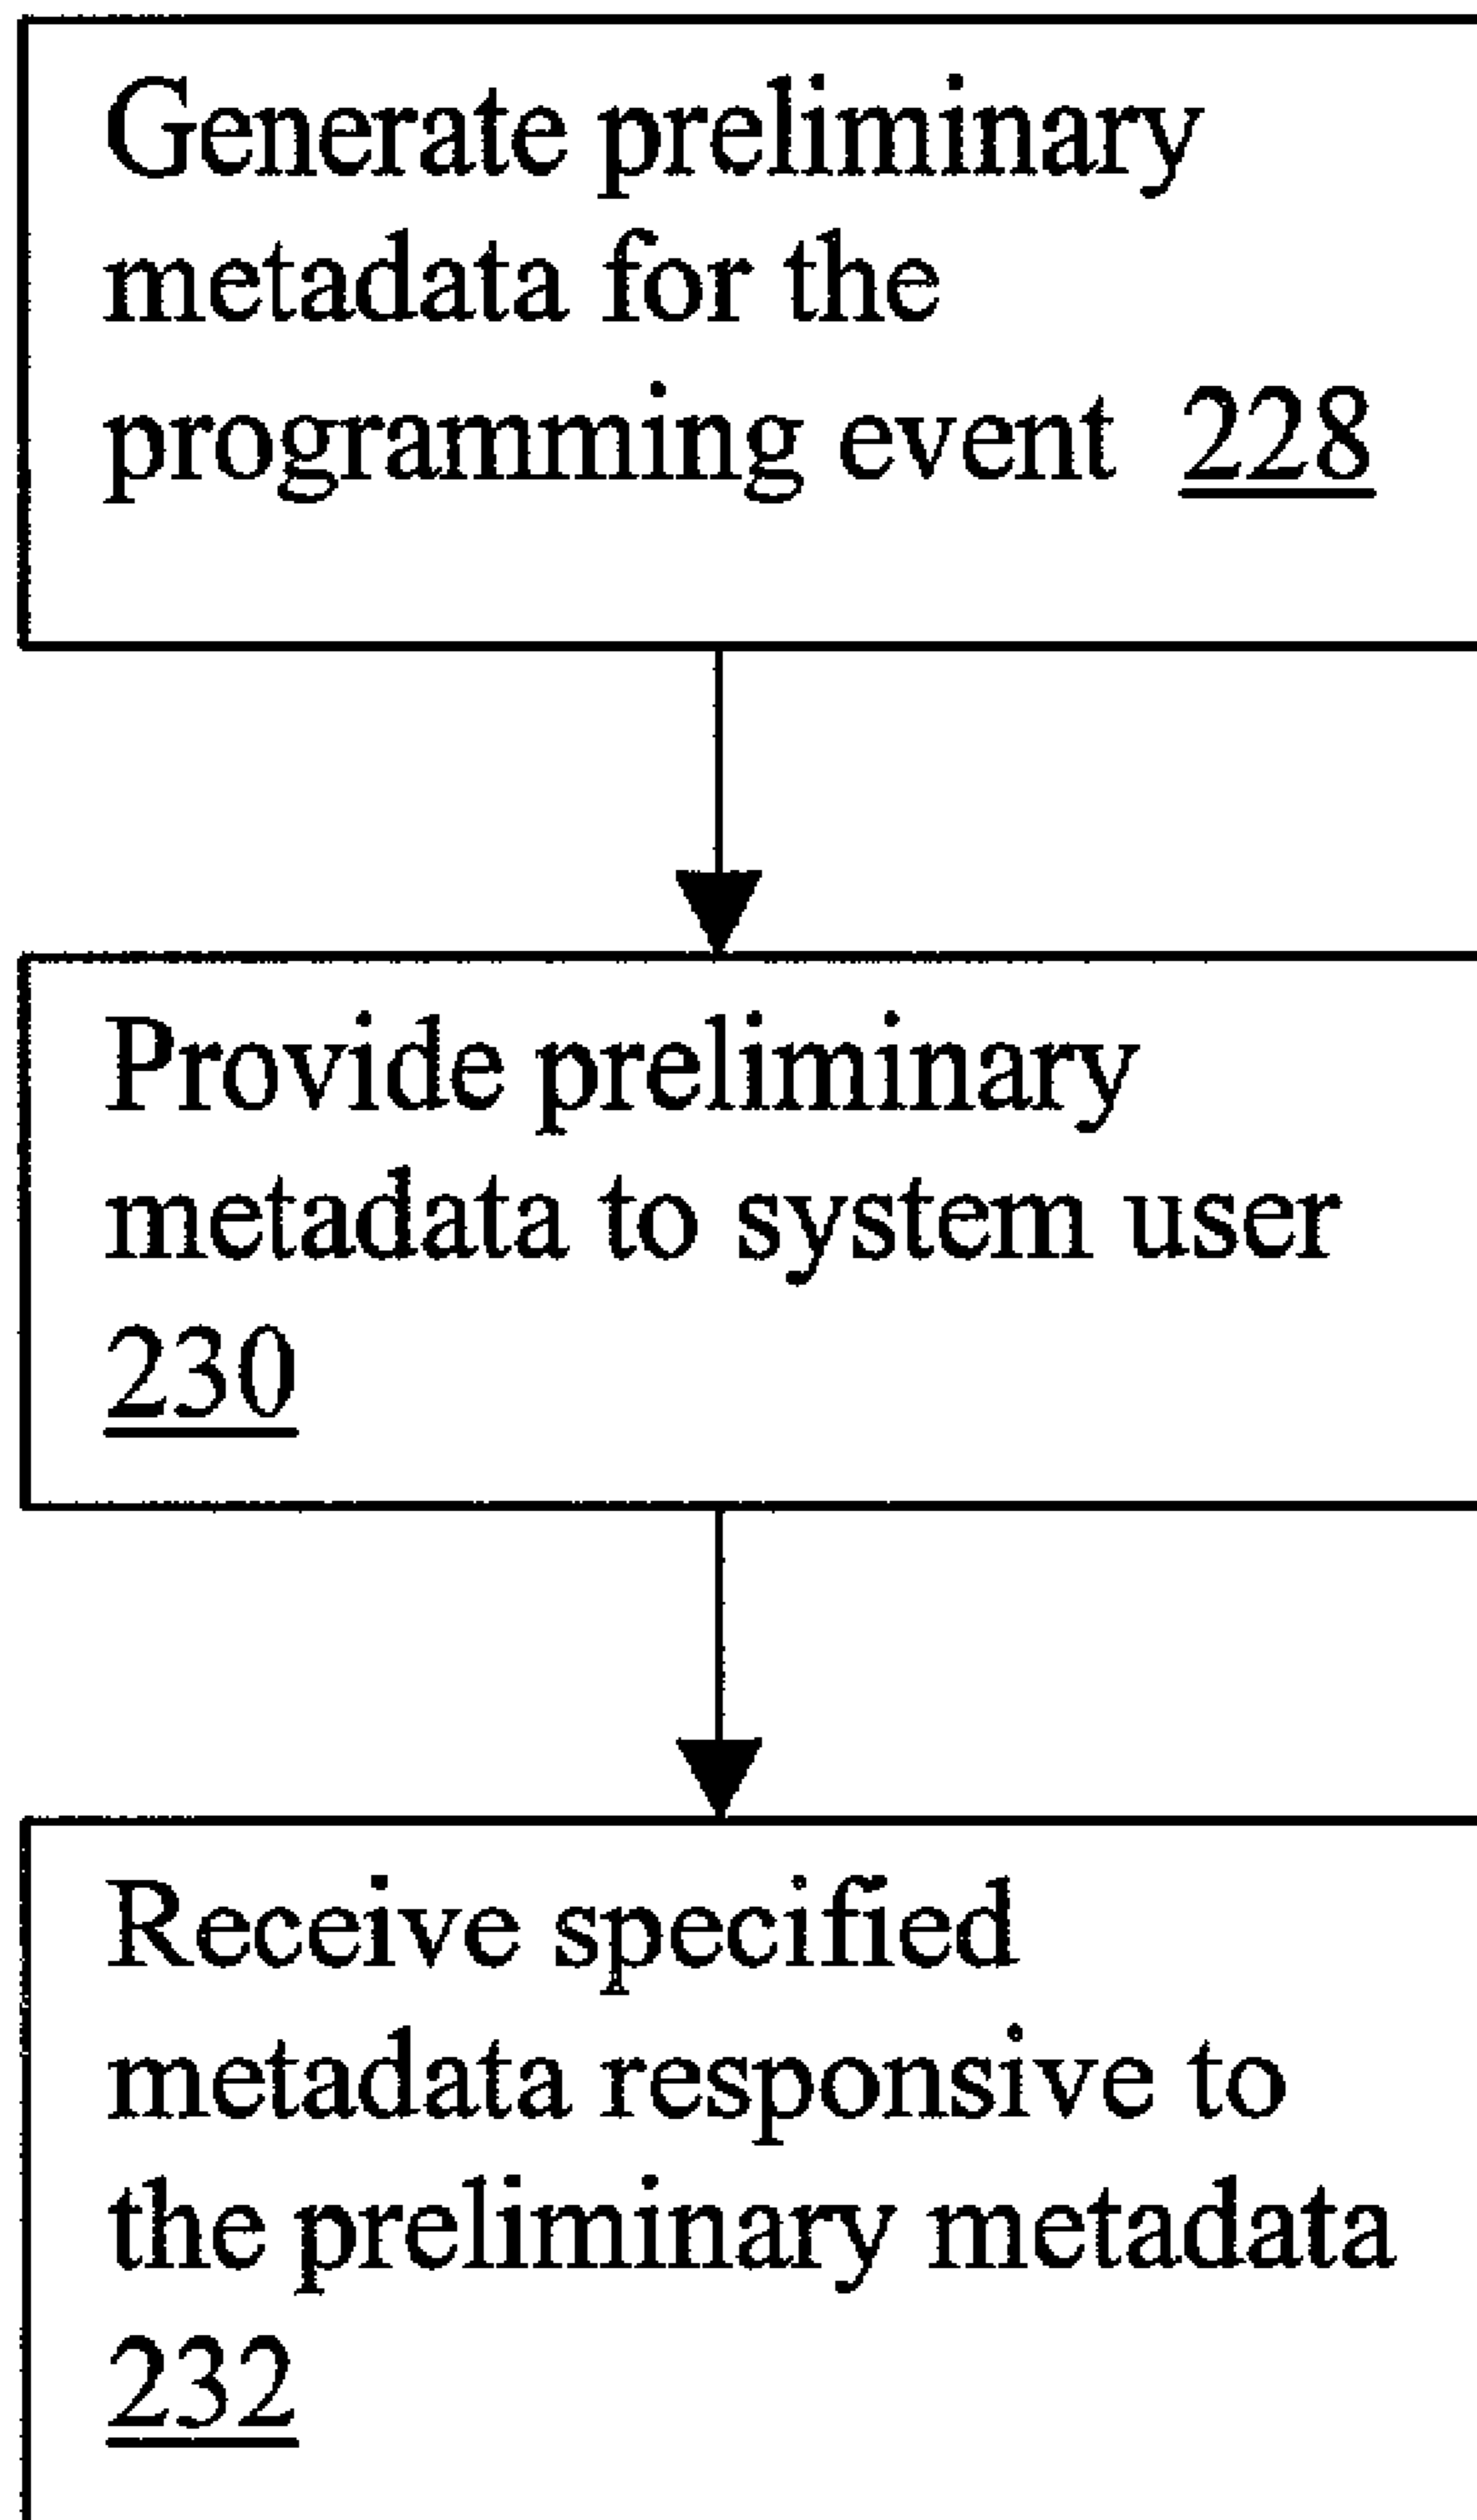 Generate preliminary
metadata for the
programming event 228
Provide preliminary
metadata to system user
230
Receive specified
metadata responsive to
the preliminary metadata
232